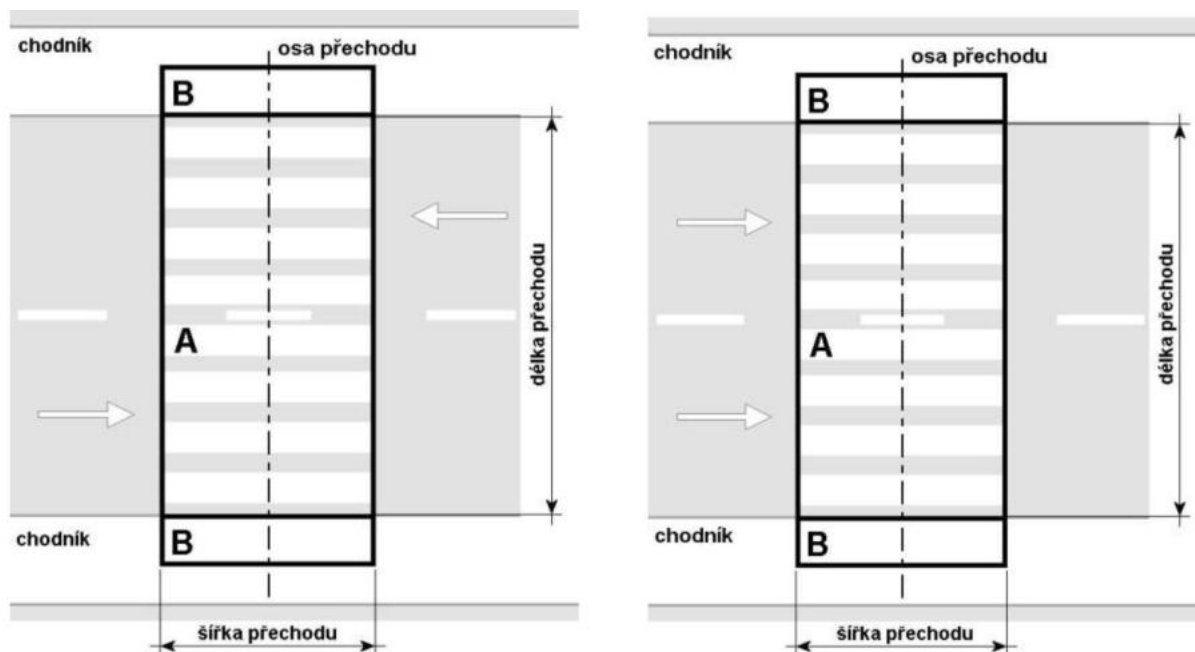 chodník
osa přechodu
B
A
délka přechodu
chodník
B
šířka přechodu
chodník
osa přechodu
B
A
délka přechodu
chodník
B
šířka přechodu